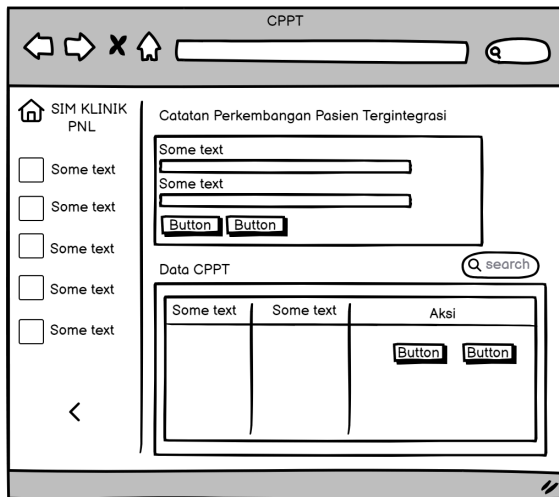 CPPT
SIM KLINIK
PNL
Some text
Some text
Some text
Some text
Some text
Catatan Perkembangan Pasien Tergintegrasi
Some text
Some text
Button Button
Data CPPT
search
Some text Some text Aksi
Button Button